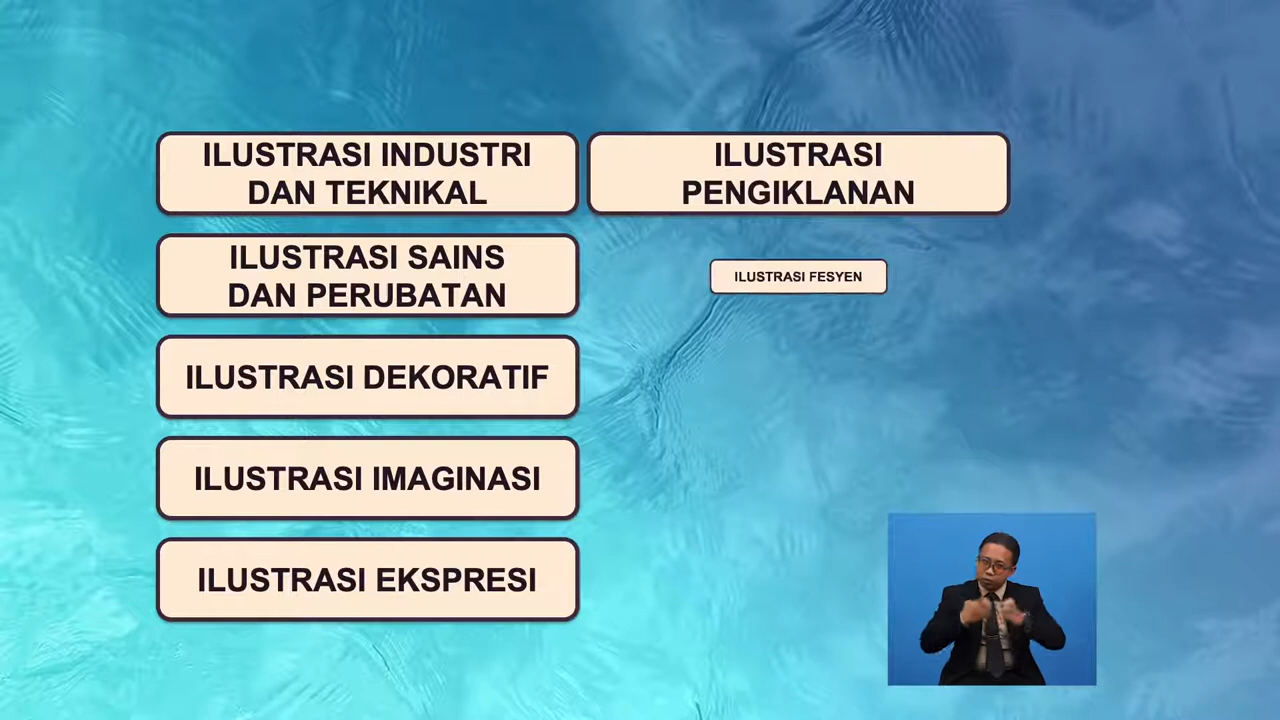 ILUSTRASI INDUSTRI
DAN TEKNIKAL
ILUSTRASI SAINS
DAN PERUBATAN
ILUSTRASI DEKORATIF
ILUSTRASI IMAGINASI
ILUSTRASI EKSPRESI
ILUSTRASI
PENGIKLANAN
ILUSTRASI FESYEN